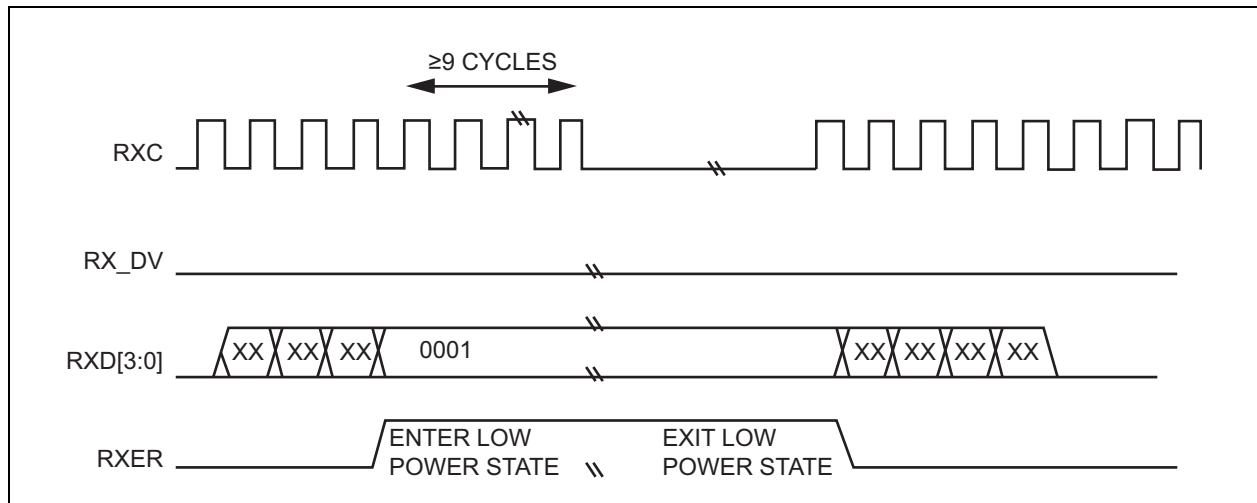 ≥9 CYCLES
RXC
RX_DV
RXD[3:0]
XX XX XX 0001 XX XX XX XX
RXER
ENTER LOW
POWER STATE
EXIT LOW
POWER STATE